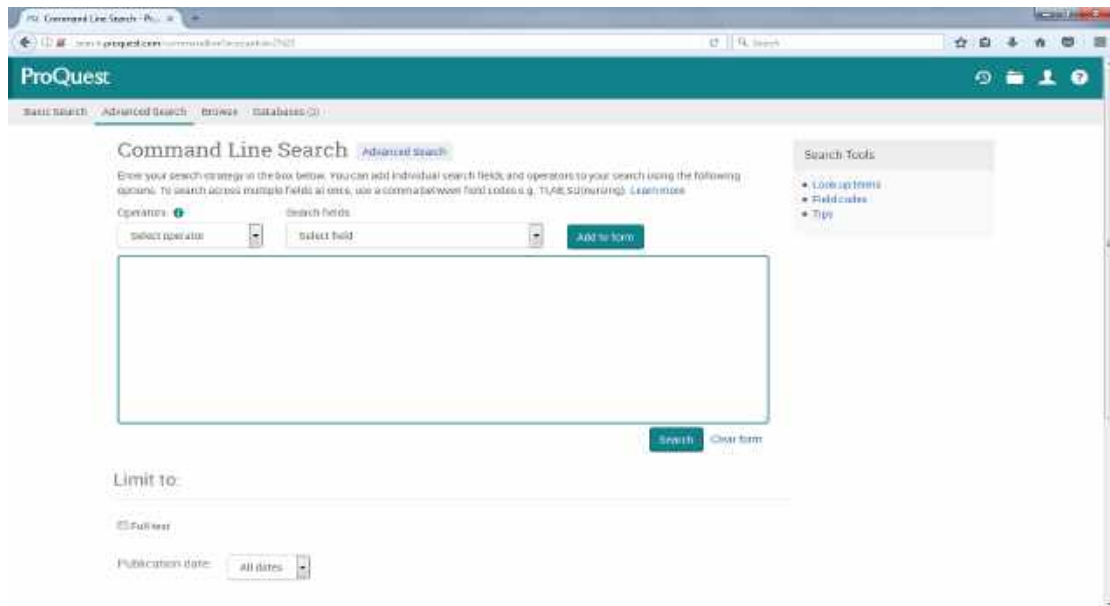 Command Line Search - Pr...
Search
ProQuest
Basic Search Advanced Search Browse Databases
Command Line Search Advanced Search
Enter your search strategy in the box below. You can add individual search fields and operators to your search using the following
options. To search across multiple fields at once, use a comma between field codes e.g. TI,AB,SU(nursing). Learn more
Operators: Search fields:
Select operator Select field Add to form
Search Clear form
Search Tools
Look up terms
Field codes
Tips
Limit to:
Full text
Publication date: All dates